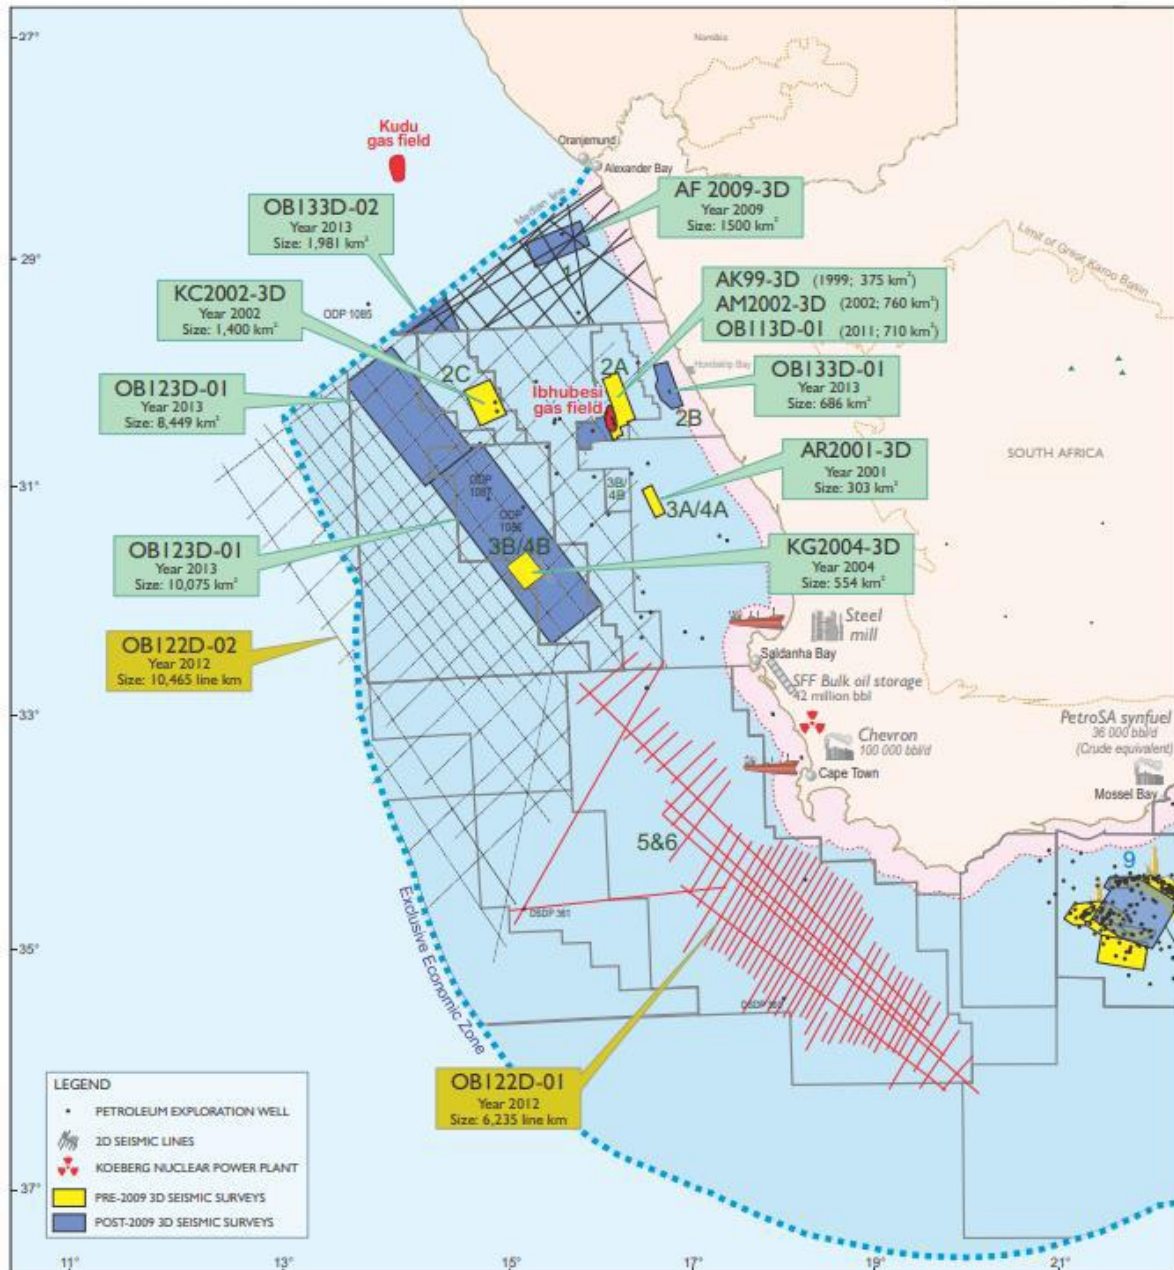 27°
Namibia
Kudu
gas field
Oranjemund
Alexander Bay
Median line
OB133D-02
Year 2013
Size: 1,981 km²
AF 2009-3D
Year 2009
Size: 1500 km²
Limit of Great Karoo Basin
29°
1
KC2002-3D
Year 2002
Size: 1,400 km²
ODP 1085
AK99-3D (1999; 375 km²)
AM2002-3D (2002; 760 km²)
OB113D-01 (2011; 710 km²)
Hondeklip Bay
2C
2A
Ibhubesi
gas field
2B
OB133D-01
Year 2013
Size: 686 km²
OB123D-01
Year 2013
Size: 8,449 km²
AR2001-3D
Year 2001
Size: 303 km²
SOUTH AFRICA
31°
ODP
1087
3B/
4B
3A/4A
ODP
1086
3B/4B
OB123D-01
Year 2013
Size: 10,075 km²
KG2004-3D
Year 2004
Size: 554 km²
OB122D-02
Year 2012
Size: 10,465 line km
Steel
mill
Saldanha Bay
SFF Bulk oil storage
42 million bbl
33°
Chevron
100 000 bbl/d
Cape Town
PetroSA synfuel
36 000 bbl/d
(Crude equivalent)
Mossel Bay
5&6
9
DSDP 361
35°
Exclusive Economic Zone
OB122D-01
Year 2012
Size: 6,235 line km
LEGEND
PETROLEUM EXPLORATION WELL
2D SEISMIC LINES
KOEBERG NUCLEAR POWER PLANT
PRE-2009 3D SEISMIC SURVEYS
POST-2009 3D SEISMIC SURVEYS
37°
11°
13°
15°
17°
19°
21°